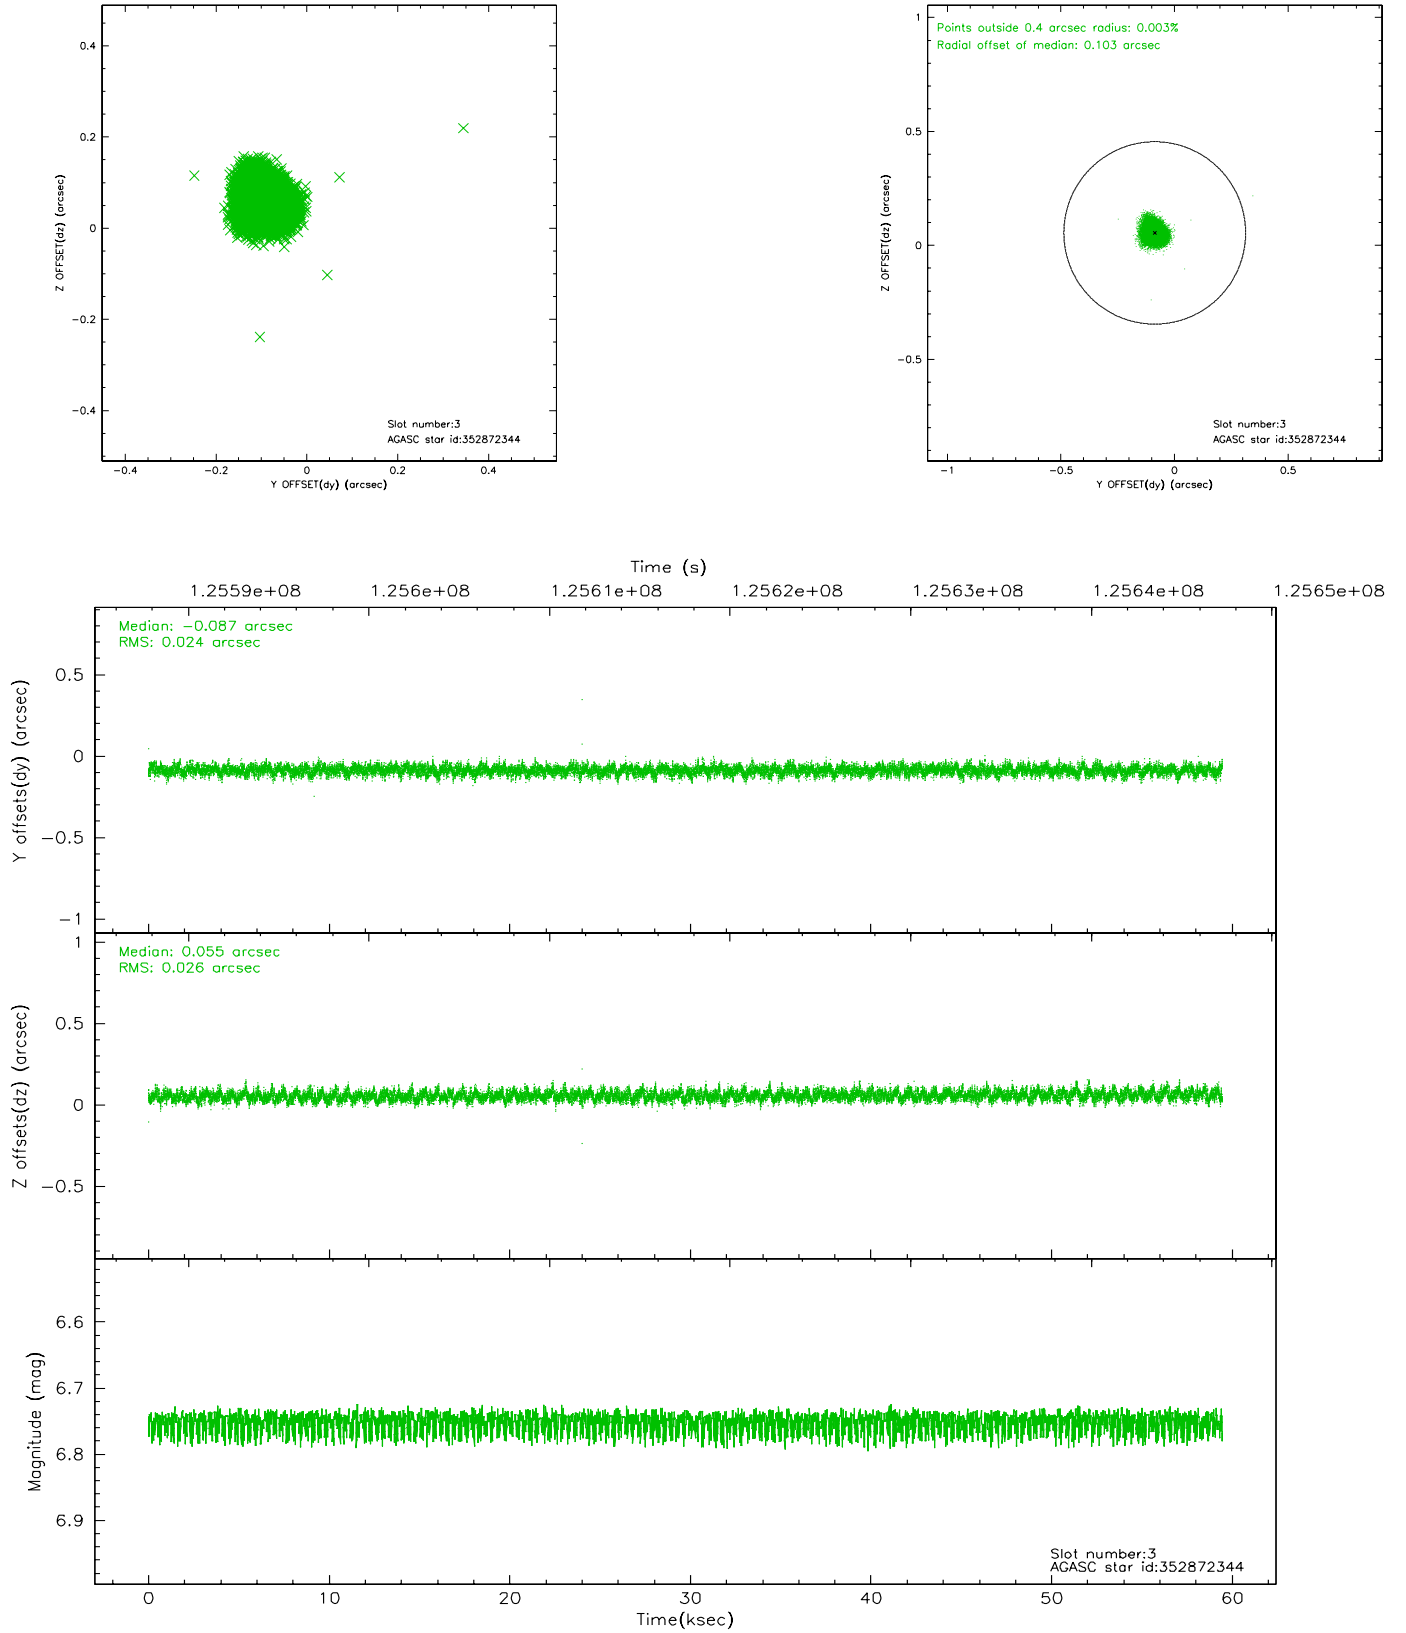 0.4
0.2
0
−0.2
−0.4
Z OFFSET(dz) (arcsec)
−0.4 −0.2 0 0.2 0.4
Y OFFSET(dy) (arcsec)
Slot number:3
AGASC star id:352872344
Points outside 0.4 arcsec radius: 0.003%
Radial offset of median: 0.103 arcsec
1
0.5
0
−0.5
Z OFFSET(dz) (arcsec)
−1 −0.5 0 0.5
Y OFFSET(dy) (arcsec)
Slot number:3
AGASC star id:352872344
Time (s)
1.2559e+08 1.256e+08 1.2561e+08 1.2562e+08 1.2563e+08 1.2564e+08 1.2565e+08
Median: −0.087 arcsec
RMS: 0.024 arcsec
0.5
0
−0.5
−1
Y offsets(dy) (arcsec)
Median: 0.055 arcsec
RMS: 0.026 arcsec
1
0.5
0
−0.5
Z offsets(dz) (arcsec)
6.6
6.7
6.8
6.9
Magnitude (mag)
Slot number:3
AGASC star id:352872344
0 10 20 30 40 50 60
Time(ksec)